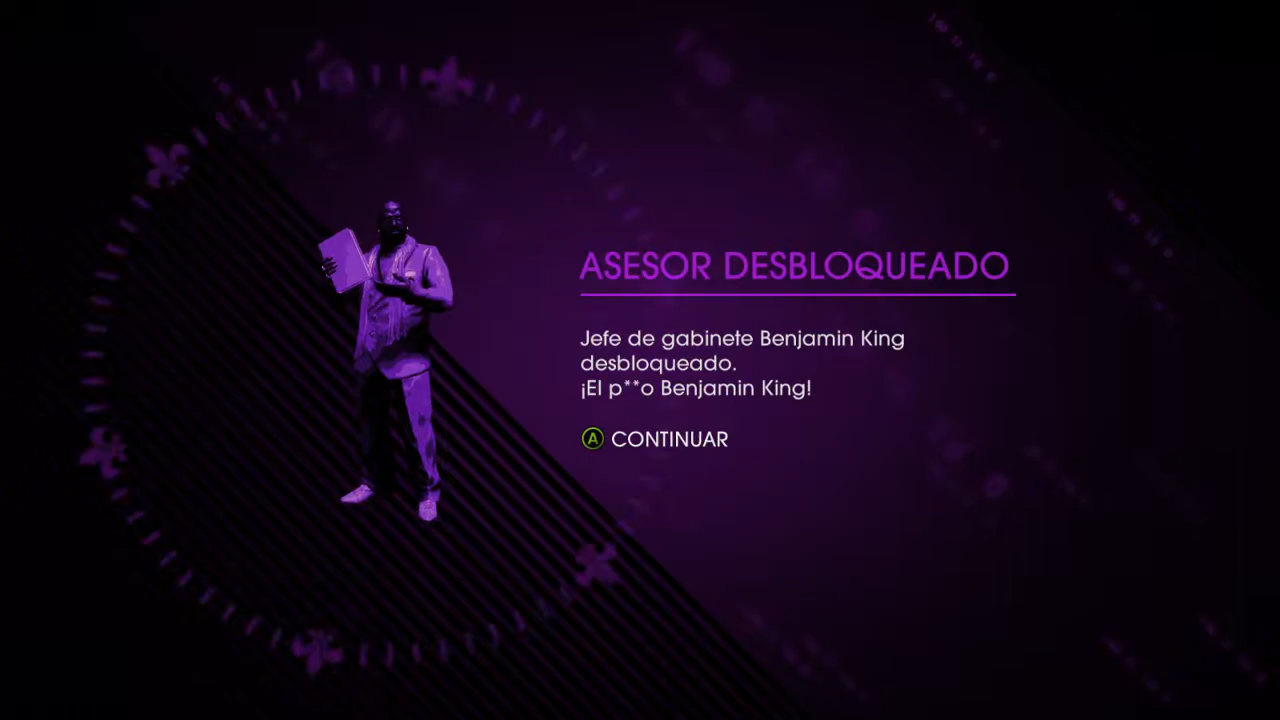 ASESOR DESBLOQUEADO
Jefe de gabinete Benjamin King
desbloqueado.
¡El p**o Benjamin King!
A CONTINUAR